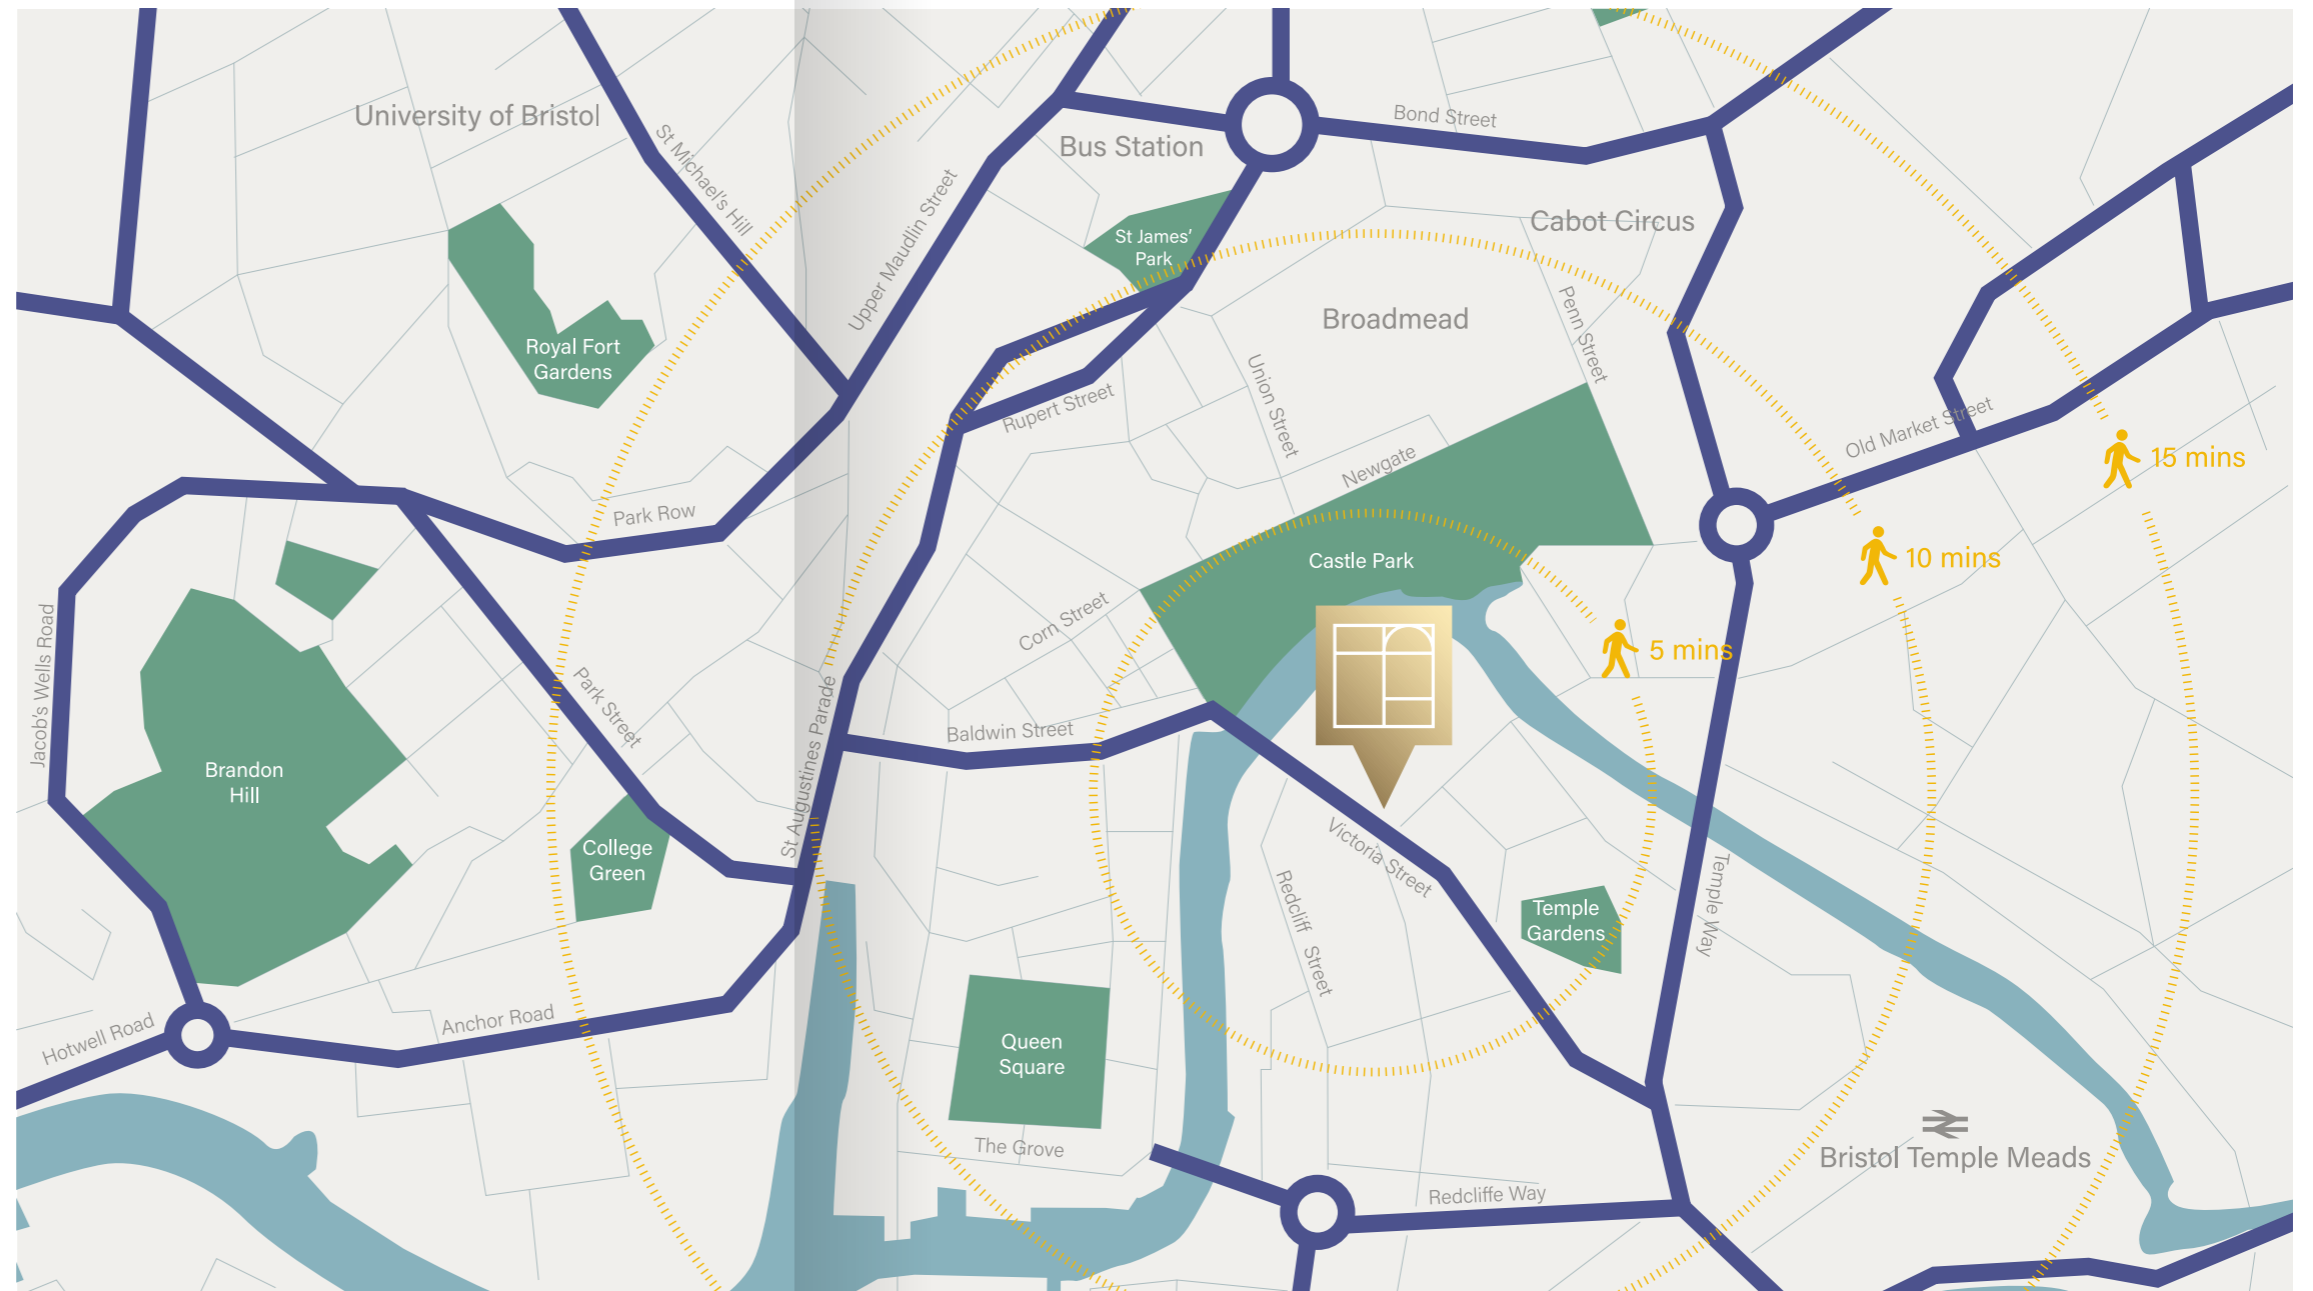 University of Bristol
St Michael's Hill
Upper Maudlin Street
Bus Station
Bond Street
St James'
Park
Cabot Circus
Broadmead
Penn Street
Royal Fort
Gardens
Rupert Street
Union Street
Newgate
Old Market Street
15 mins
Park Row
Castle Park
10 mins
Corn Street
5 mins
Jacob's Wells Road
Park Street
St Augustines Parade
Baldwin Street
Brandon
Hill
College
Green
Victoria Street
Redcliff Street
Temple
Gardens
Temple Way
Hotwell Road
Anchor Road
Queen
Square
The Grove
Bristol Temple Meads
Redcliffe Way